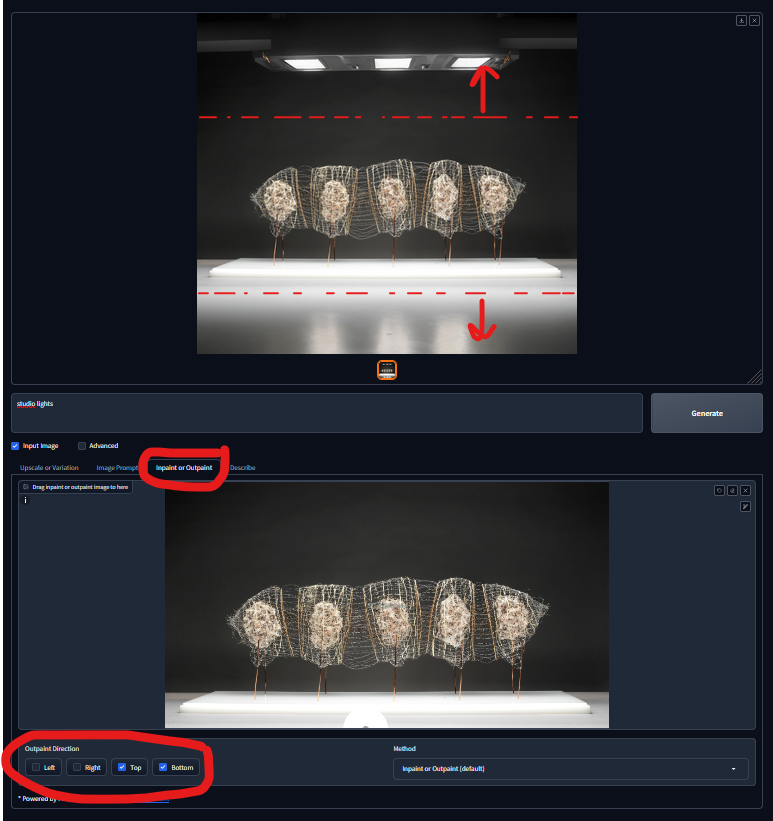 studio lights
Generate
Input Image
Advanced
Upscale or Variation
Image Prompt
Inpaint or Outpaint
Describe
Drag inpaint or outpaint image to here
Outpaint Direction
Left
Right
Top
Bottom
Method
Inpaint or Outpaint (default)
* Powered by